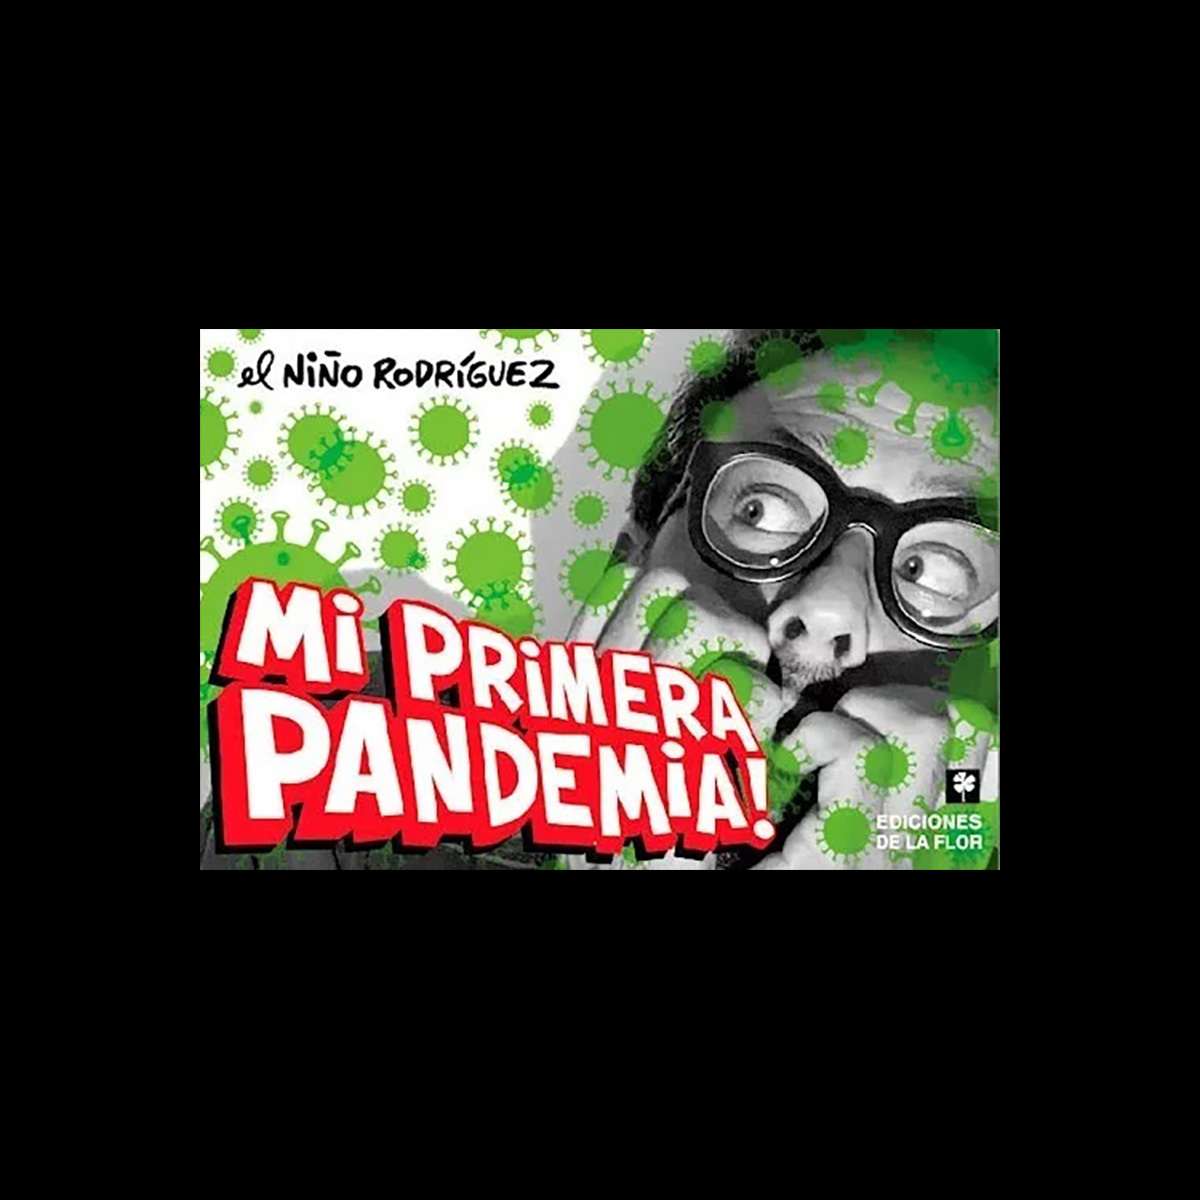 el NIÑO RODRÍGUEZ
Mi PRiMERA
PANDEMiA!
EDICIONES
DE LA FLOR